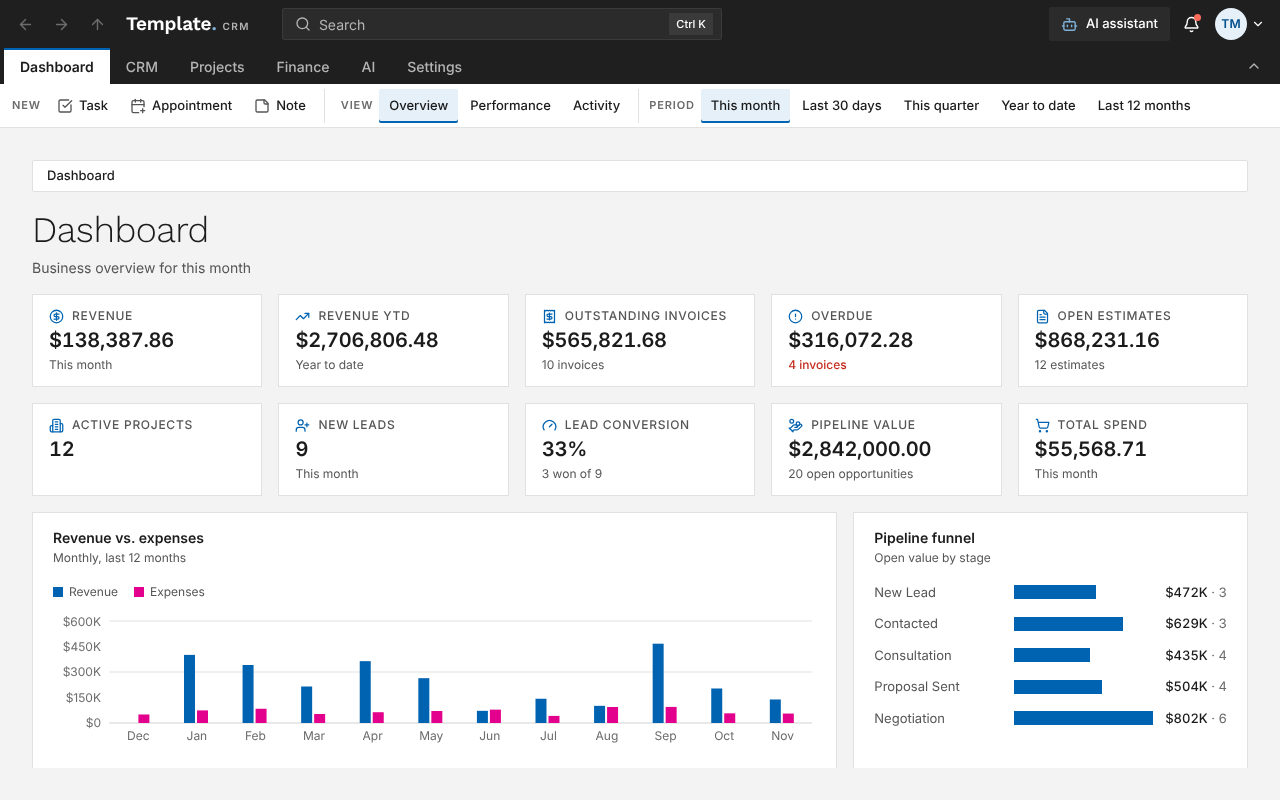 Template. CRM
Search
Ctrl K
AI assistant
TM
Dashboard
CRM
Projects
Finance
AI
Settings
NEW
Task
Appointment
Note
VIEW
Overview
Performance
Activity
PERIOD
This month
Last 30 days
This quarter
Year to date
Last 12 months
Dashboard
Dashboard
Business overview for this month
REVENUE
$138,387.86
This month
REVENUE YTD
$2,706,806.48
Year to date
OUTSTANDING INVOICES
$565,821.68
10 invoices
OVERDUE
$316,072.28
4 invoices
OPEN ESTIMATES
$868,231.16
12 estimates
ACTIVE PROJECTS
12
NEW LEADS
9
This month
LEAD CONVERSION
33%
3 won of 9
PIPELINE VALUE
$2,842,000.00
20 open opportunities
TOTAL SPEND
$55,568.71
This month
Revenue vs. expenses
Monthly, last 12 months
Revenue
Expenses
$600K
$450K
$300K
$150K
$0
Dec Jan Feb Mar Apr May Jun Jul Aug Sep Oct Nov
Pipeline funnel
Open value by stage
New Lead $472K · 3
Contacted $629K · 3
Consultation $435K · 4
Proposal Sent $504K · 4
Negotiation $802K · 6